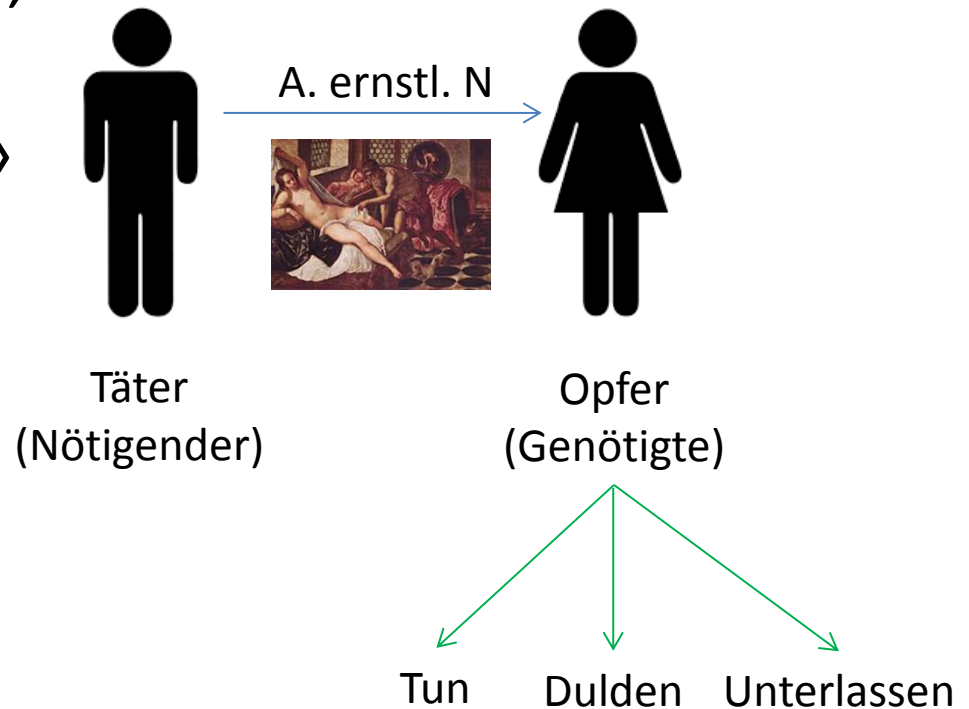 )
A. ernstl. N
›
Täter
(Nötigender)
Opfer
(Genötigte)
Tun
Dulden
Unterlassen